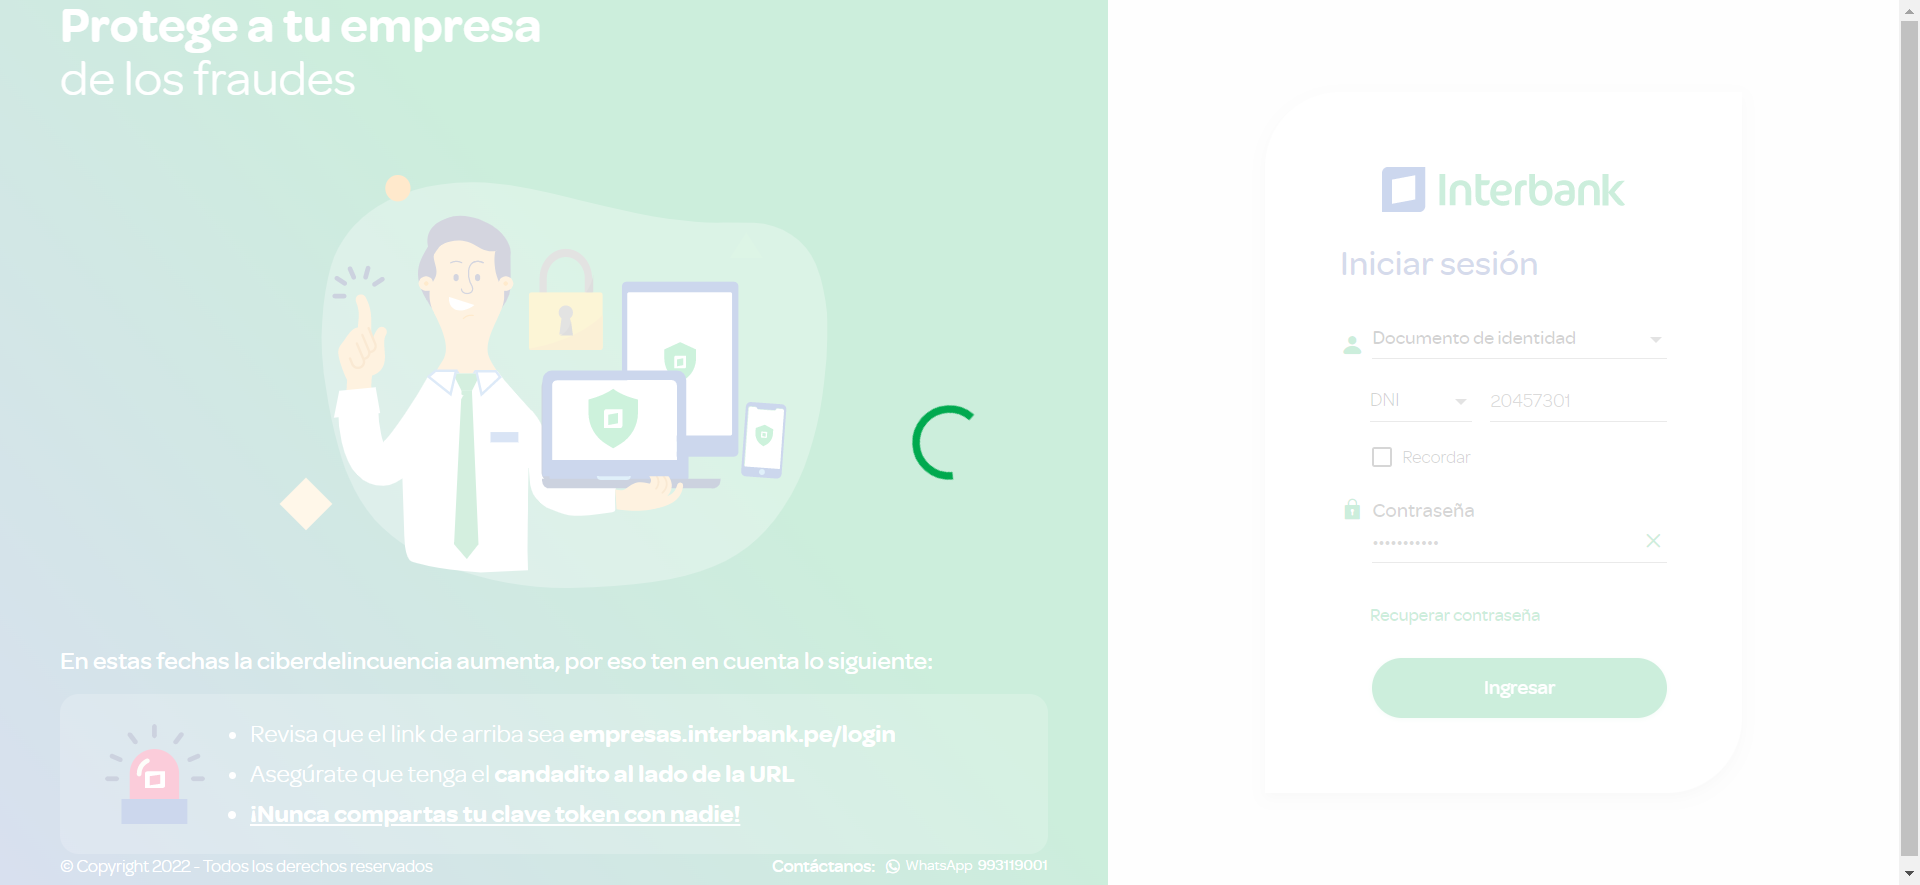 Protege a tu empresa
de los fraudes
En estas fechas la ciberdelincuencia aumenta, por eso ten en cuenta lo siguiente:
• Revisa que el link de arriba sea empresas.interbank.pe/login
• Asegúrate que tenga el candadito al lado de la URL
• ¡Nunca compartas tu clave token con nadie!
© Copyright 2022 - Todos los derechos reservados
Contáctanos: WhatsApp 993119001
Interbank
Iniciar sesión
Documento de identidad
DNI 20457301
Recordar
Contraseña
•••••••••••
Recuperar contraseña
Ingresar